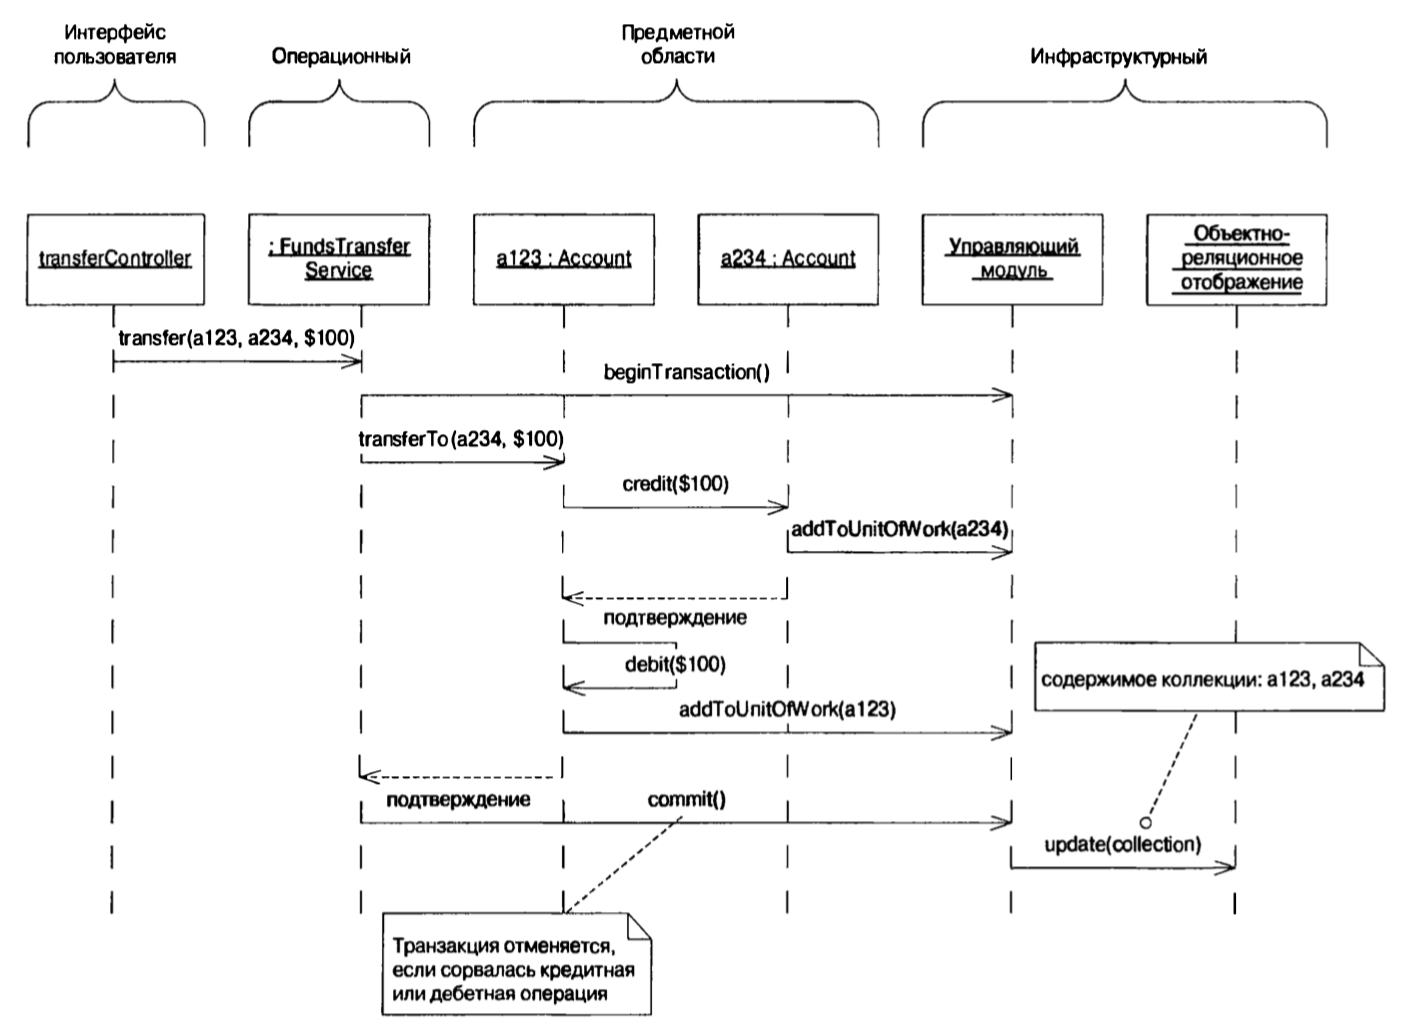 Интерфейс
пользователя
Операционный
Предметной
области
Инфраструктурный
transferController
: FundsTransfer
Service
a123 : Account
a234 : Account
Управляющий
модуль
Объектно-
реляционное
отображение
transfer(a123, a234, $100)
beginTransaction()
transferTo(a234, $100)
credit($100)
addToUnitOfWork(a234)
подтверждение
debit($100)
содержимое коллекции: a123, a234
addToUnitOfWork(a123)
подтверждение
commit()
update(collection)
Транзакция отменяется,
если сорвалась кредитная
или дебетная операция